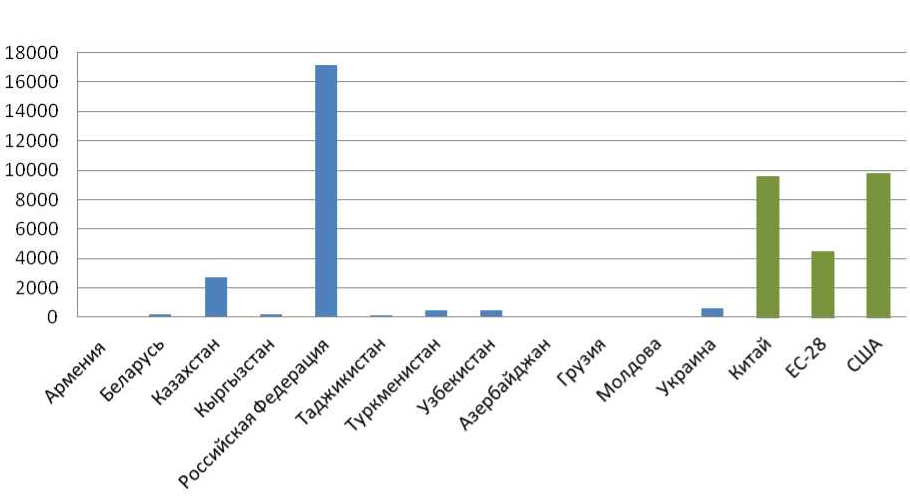 18000
16000
14000
12000
10000
8000
6000
4000
2000
0
Армения
Беларусь
Казахстан
Кыргызстан
Российская Федерация
Таджикистан
Туркменистан
Узбекистан
Азербайджан
Грузия
Молдова
Украина
Китай
ЕС-28
США